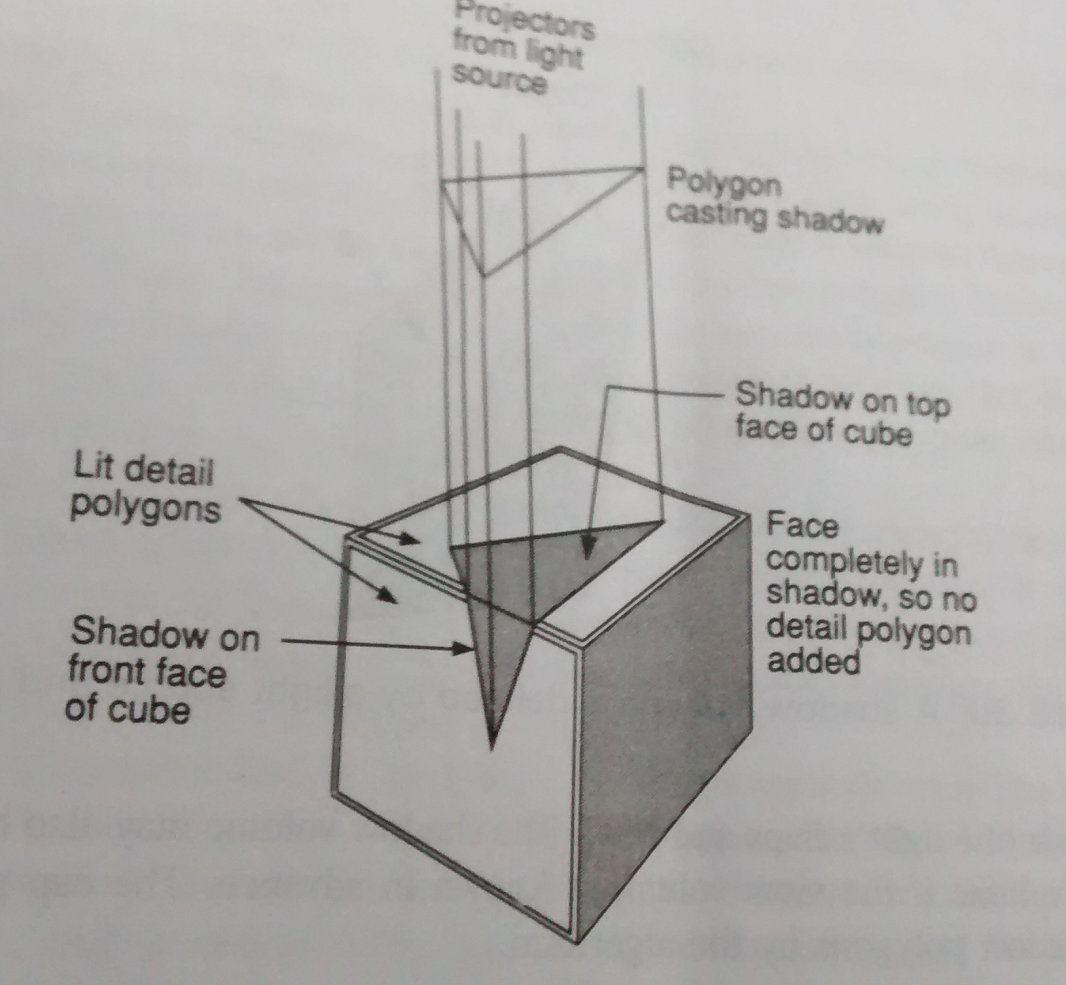 Projectors
from light
source
Polygon
casting shadow
Shadow on top
face of cube
Lit detail
polygons
Face
completely in
shadow, so no
detail polygon
added
Shadow on
front face
of cube